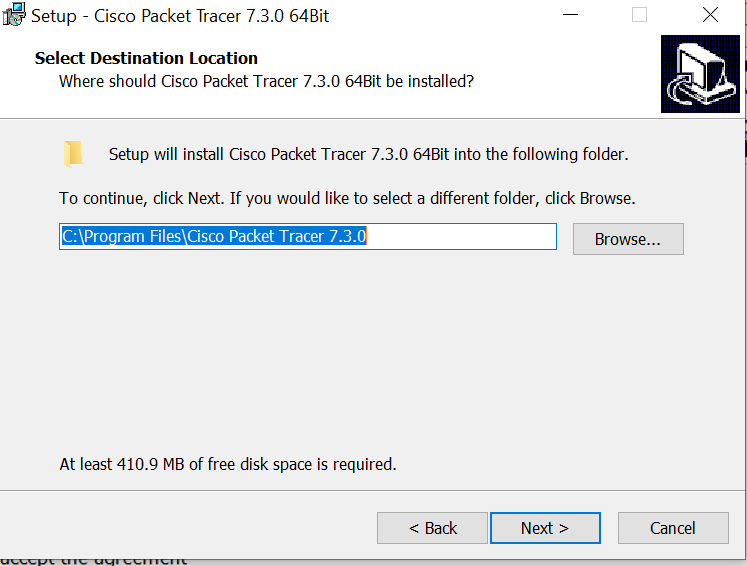 Setup - Cisco Packet Tracer 7.3.0 64Bit
Select Destination Location
Where should Cisco Packet Tracer 7.3.0 64Bit be installed?
Setup will install Cisco Packet Tracer 7.3.0 64Bit into the following folder.
To continue, click Next. If you would like to select a different folder, click Browse.
C:\Program Files\Cisco Packet Tracer 7.3.0
Browse...
At least 410.9 MB of free disk space is required.
< Back
Next >
Cancel
accept the agreement